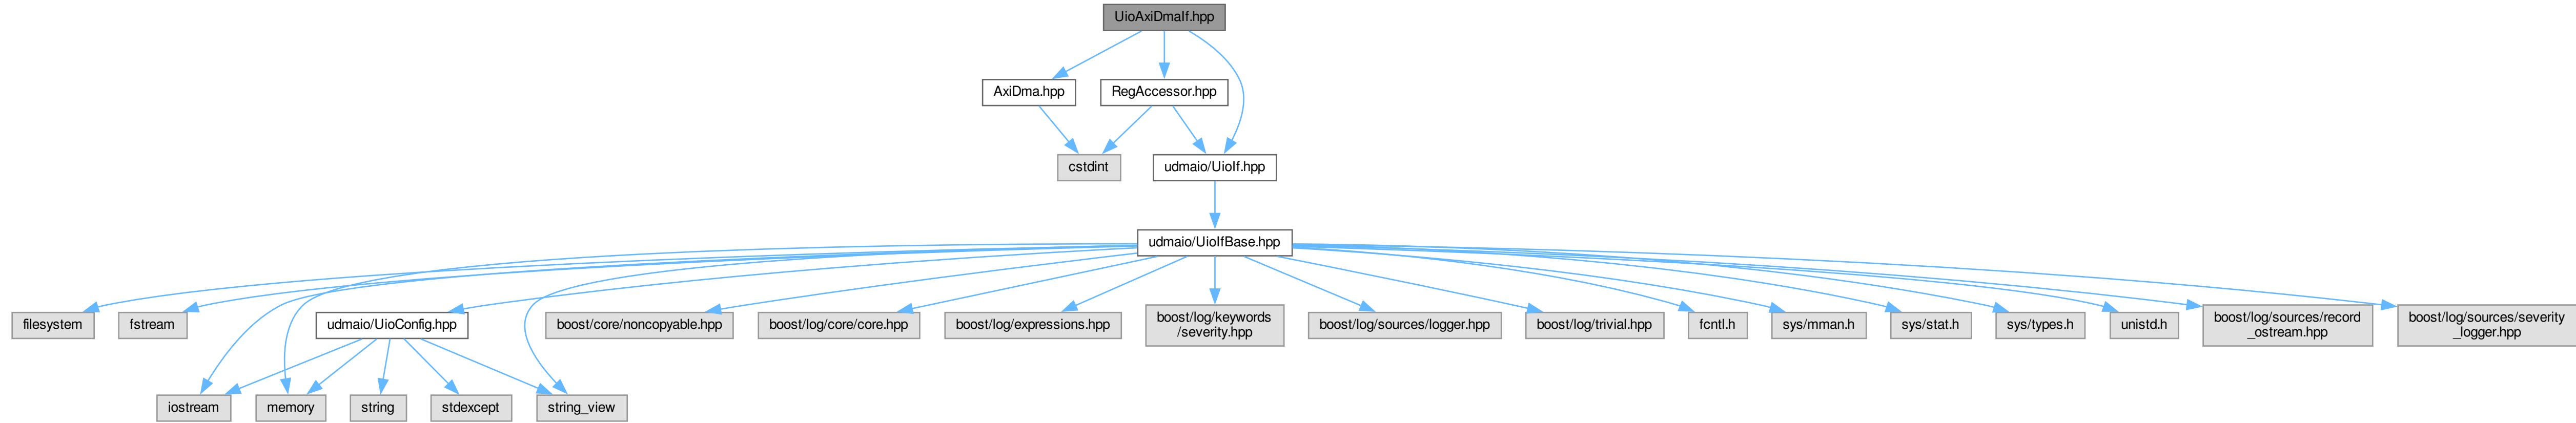 UioAxiDmaIf.hpp
AxiDma.hpp
RegAccessor.hpp
cstdint
udmaio/UioIf.hpp
udmaio/UioIfBase.hpp
filesystem
fstream
udmaio/UioConfig.hpp
boost/core/noncopyable.hpp
boost/log/core/core.hpp
boost/log/expressions.hpp
boost/log/keywords
/severity.hpp
boost/log/sources/logger.hpp
boost/log/trivial.hpp
fcntl.h
sys/mman.h
sys/stat.h
sys/types.h
unistd.h
boost/log/sources/record
_ostream.hpp
boost/log/sources/severity
_logger.hpp
iostream
memory
string
stdexcept
string_view